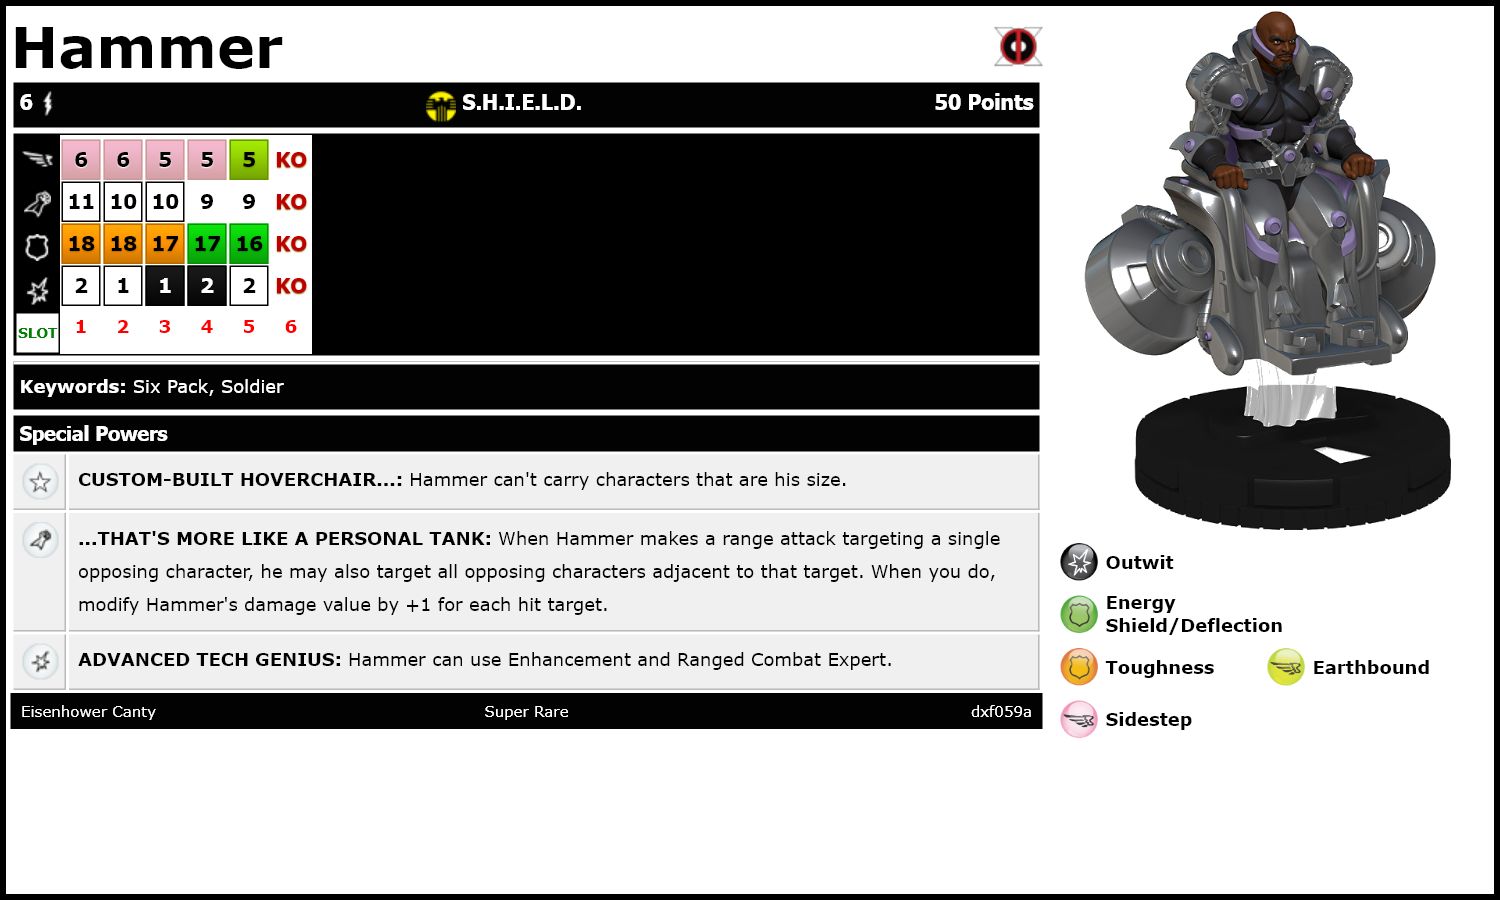 Hammer
6 S.H.I.E.L.D. 50 Points
6 6 5 5 5 KO
11 10 10 9 9 KO
18 18 17 17 16 KO
2 1 1 2 2 KO
SLOT 1 2 3 4 5 6
Keywords: Six Pack, Soldier
Special Powers
CUSTOM-BUILT HOVERCHAIR...: Hammer can't carry characters that are his size.
...THAT'S MORE LIKE A PERSONAL TANK: When Hammer makes a range attack targeting a single
opposing character, he may also target all opposing characters adjacent to that target. When you do,
modify Hammer's damage value by +1 for each hit target.
ADVANCED TECH GENIUS: Hammer can use Enhancement and Ranged Combat Expert.
Eisenhower Canty Super Rare dxf059a
Outwit
Energy
Shield/Deflection
Toughness Earthbound
Sidestep